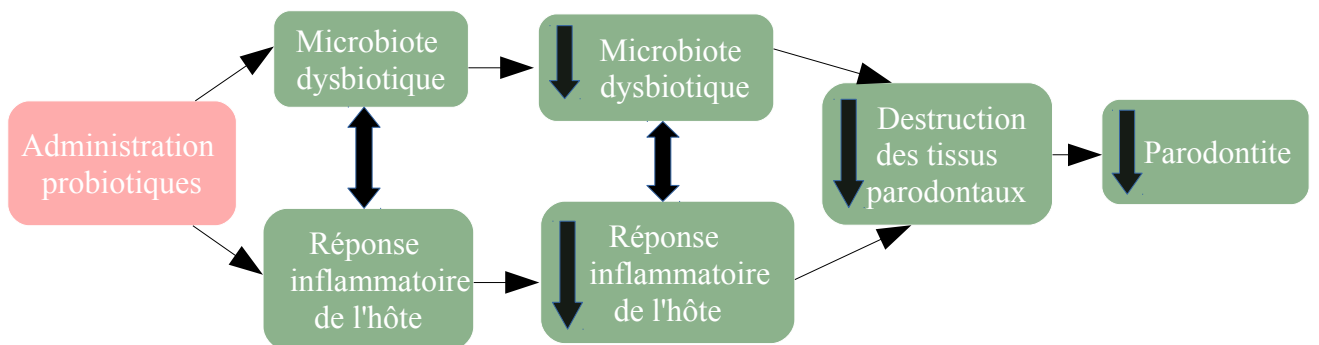 Administration
probiotiques
Microbiote
dysbiotique
Réponse
inflammatoire
de l'hôte
Microbiote
dysbiotique
Réponse
inflammatoire
de l'hôte
Destruction
des tissus
parodontaux
Parodontite